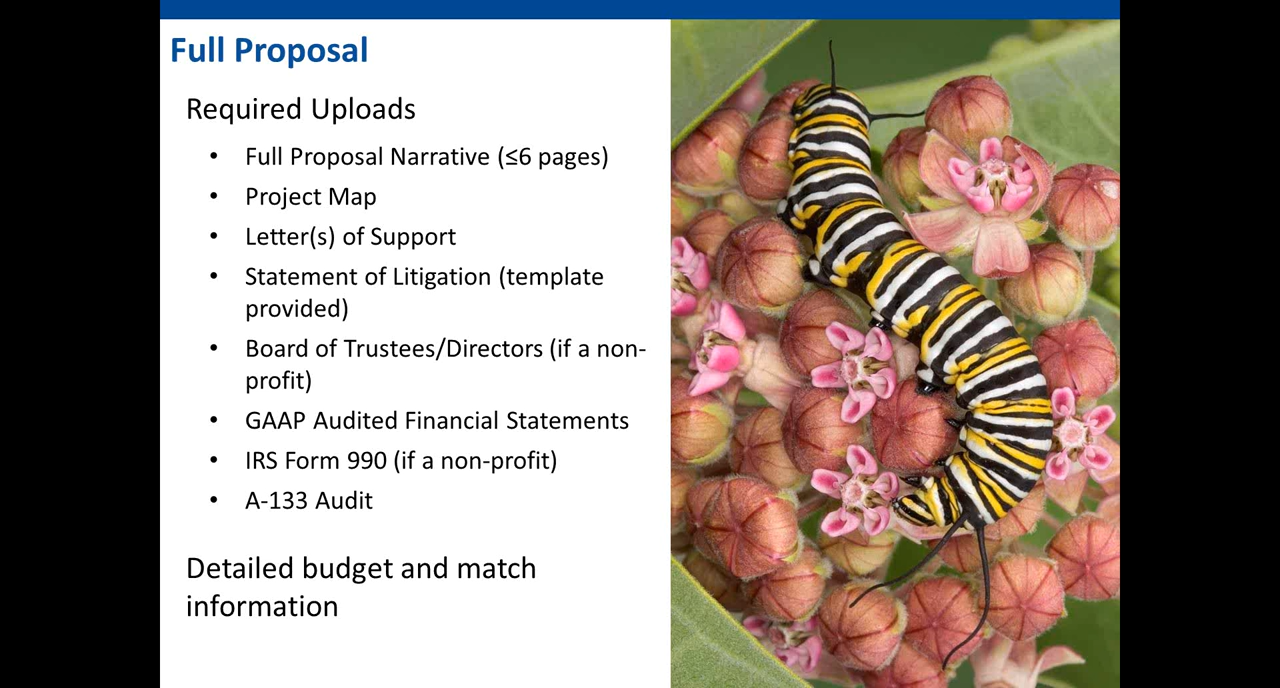 Full Proposal
Required Uploads
• Full Proposal Narrative (≤6 pages)
• Project Map
• Letter(s) of Support
• Statement of Litigation (template
provided)
• Board of Trustees/Directors (if a non-
profit)
• GAAP Audited Financial Statements
• IRS Form 990 (if a non-profit)
• A-133 Audit
Detailed budget and match
information